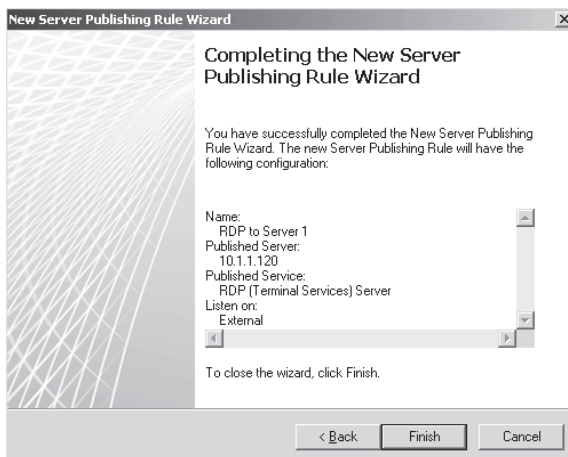 New Server Publishing Rule Wizard
Completing the New Server
Publishing Rule Wizard
You have successfully completed the New Server Publishing
Rule Wizard. The new Server Publishing Rule will have the
following configuration:
Name:
RDP to Server 1
Published Server:
10.1.1.120
Published Service:
RDP (Terminal Services) Server
Listen on:
External
To close the wizard, click Finish.
< Back
Finish
Cancel